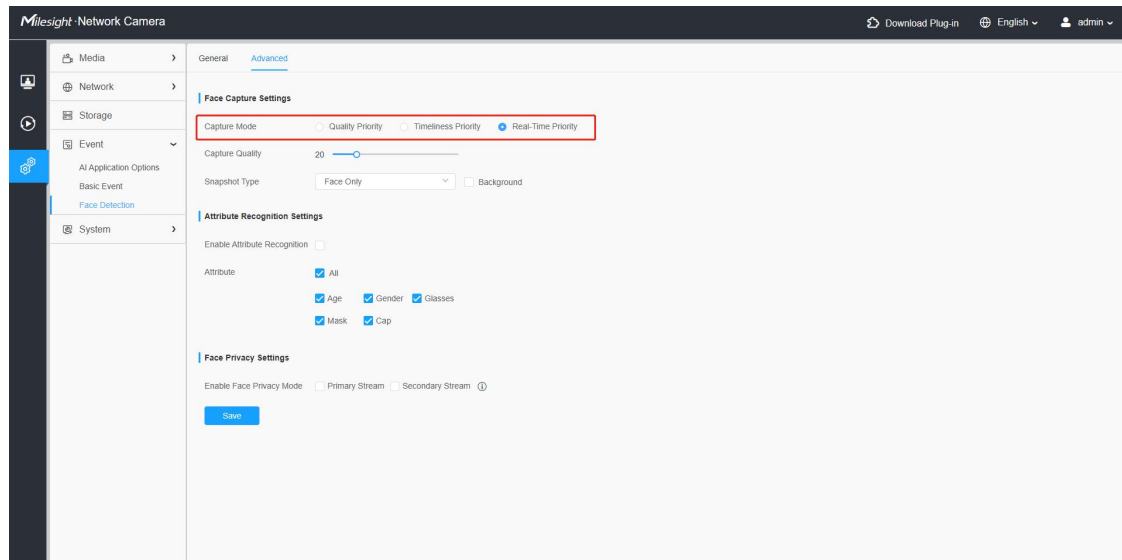 Milesight · Network Camera
Download Plug-in English admin
Media
Network
Storage
Event
AI Application Options
Basic Event
Face Detection
System
General Advanced
Face Capture Settings
Capture Mode Quality Priority Timeliness Priority Real-Time Priority
Capture Quality 20
Snapshot Type Face Only Background
Attribute Recognition Settings
Enable Attribute Recognition
Attribute All
Age Gender Glasses
Mask Cap
Face Privacy Settings
Enable Face Privacy Mode Primary Stream Secondary Stream
Save